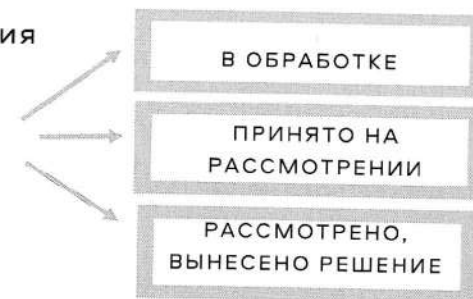 ия
В ОБРАБОТКЕ
ПРИНЯТО НА
РАССМОТРЕНИИ
РАССМОТРЕНО,
ВЫНЕСЕНО РЕШЕНИЕ